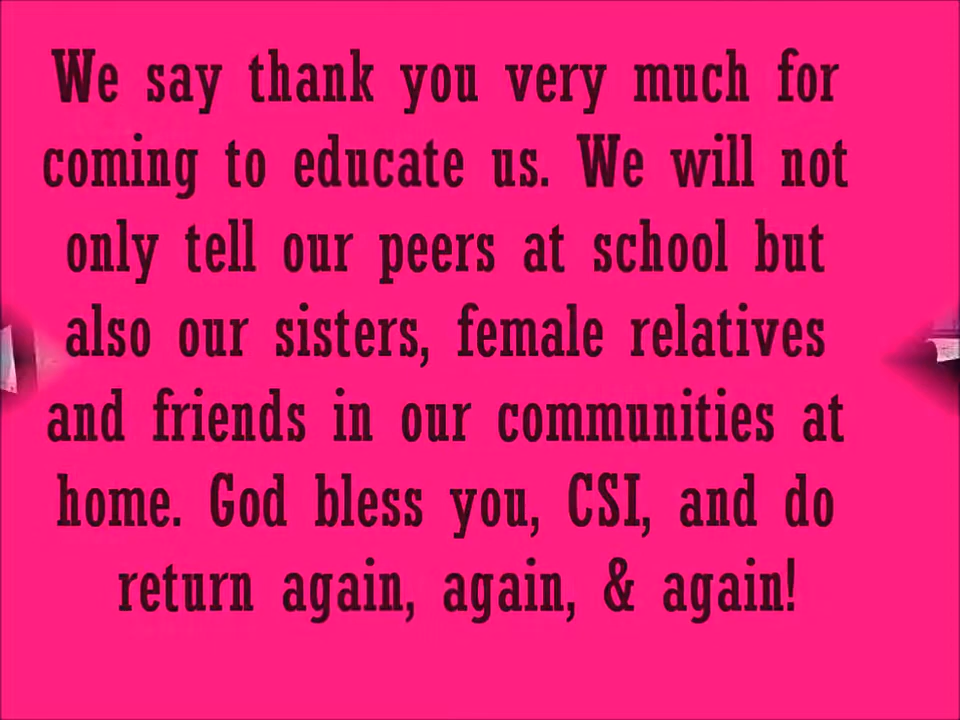 We say thank you very much for
coming to educate us. We will not
only tell our peers at school but
also our sisters, female relatives
and friends in our communities at
home. God bless you, CSI, and do
return again, again, & again!